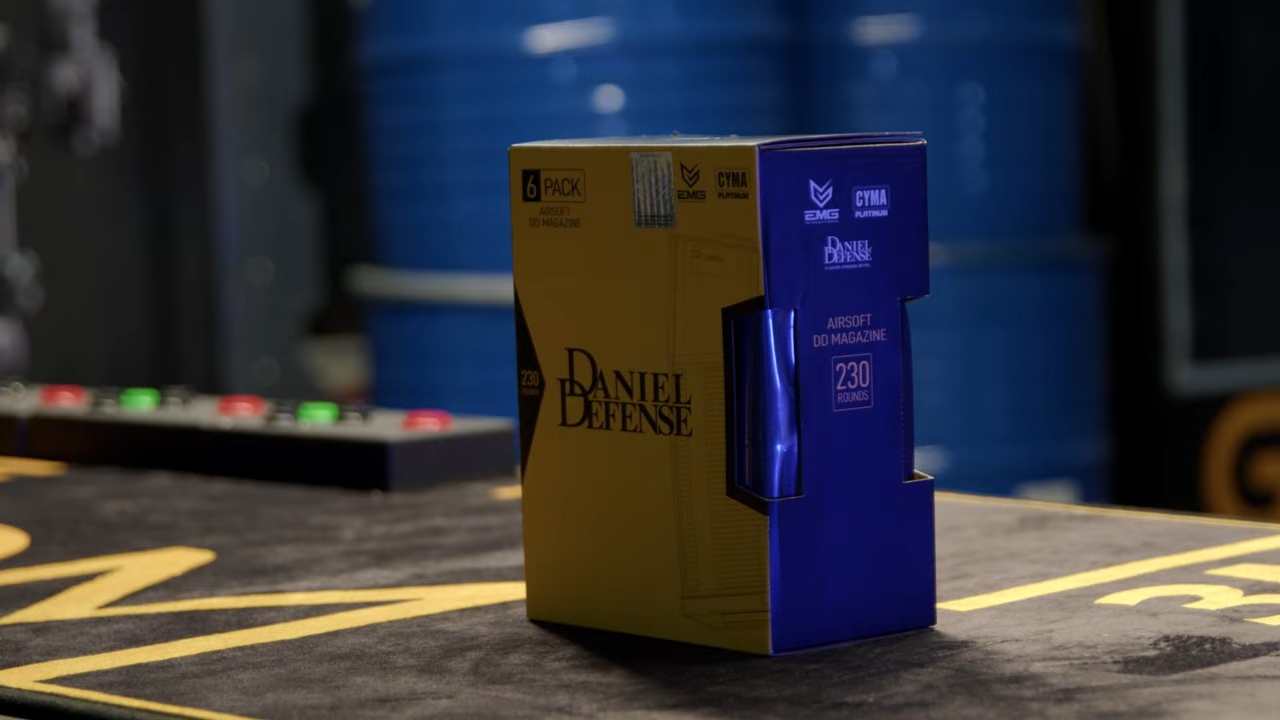 6 PACK
AIRSOFT
DD MAGAZINE
EMG
CYMA
PLATINUM
230
ROUNDS
DANIEL
DEFENSE
EMG
CYMA
PLATINUM
DANIEL
DEFENSE
AIRSOFT
DD MAGAZINE
230
ROUNDS